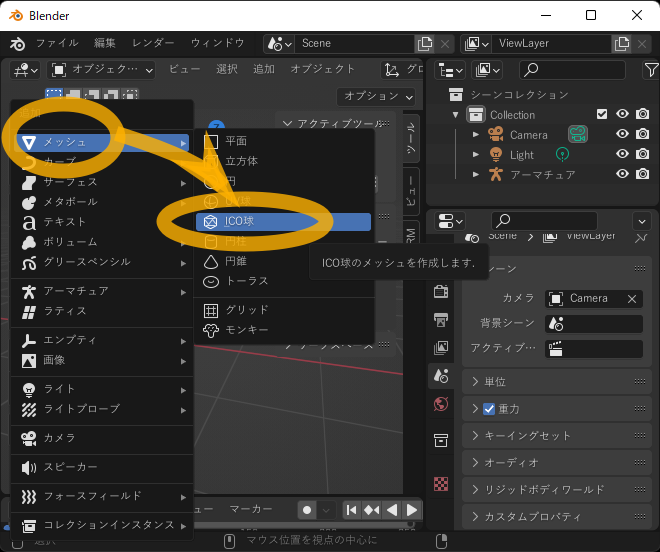 Blender
ファイル 編集 レンダー ウィンドウ Scene ViewLayer
オブジェク⋯ ビュー 選択 追加 オブジェクト グロ
オプション
アクティブツール
ツール
ビュー
メッシュ
カーブ
サーフェス
メタボール
テキスト
ボリューム
グリースペンシル
アーマチュア
ラティス
エンプティ
画像
ライト
ライトプローブ
カメラ
スピーカー
フォースフィールド
コレクションインスタンス
平面
立方体
円
ICO球
円柱
円錐
トーラス
グリッド
モンキー
ICO球のメッシュを作成します.
シーンコレクション
Collection
Camera
Light
アーマチュア
Scene ViewLayer
シーン
カメラ Camera
背景シーン
アクティブ⋯
単位
重力
キーイングセット
オーディオ
リジッドボディワールド
カスタムプロパティ
マーカー
選択 マウス位置を視点の中心に